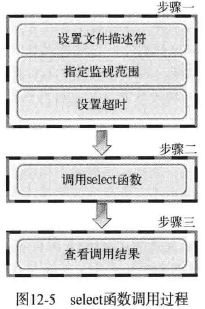 步骤一
设置文件描述符
指定监视范围
设置超时
步骤二
调用select函数
步骤三
查看调用结果
图12-5 select函数调用过程